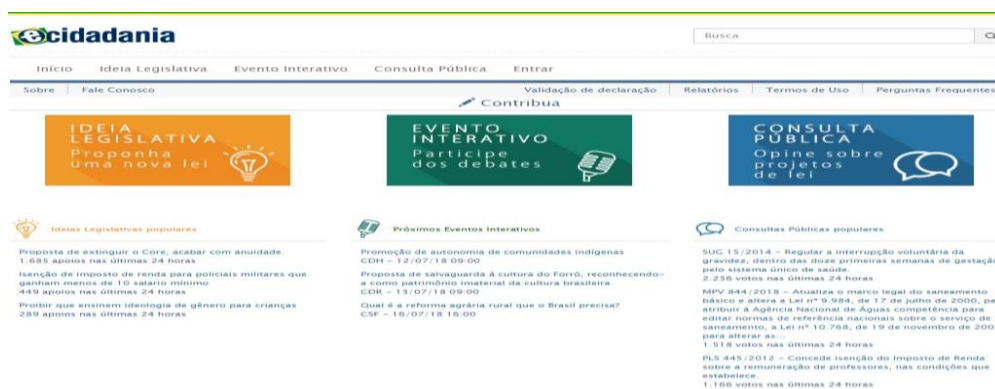 ecidadania
Busca
Início Ideia Legislativa Evento Interativo Consulta Pública Entrar
Sobre Fale Conosco Validação de declaração Relatórios Termos de Uso Perguntas Frequentes
Contribua
IDEIA
LEGISLATIVA
Proponha
uma nova lei
EVENTO
INTERATIVO
Participe
dos debates
CONSULTA
PÚBLICA
Opine sobre
projetos
de lei
Ideias Legislativas populares
Proposta de extinguir o Core, acabar com anuidade.
1.685 apoios nas últimas 24 horas
Isenção de imposto de renda para policiais militares que
ganham menos de 10 salario mínimo
449 apoios nas últimas 24 horas
Proibir que ensinem ideologia de gênero para crianças
289 apoios nas últimas 24 horas
Próximos Eventos Interativos
Promoção de autonomia de comunidades indígenas
CDH – 12/07/18 09:00
Proposta de salvaguarda à cultura do Forró, reconhecendo-
a como patrimônio imaterial da cultura brasileira
CDR – 13/07/18 09:00
Qual é a reforma agrária rural que o Brasil precisa?
CSF – 16/07/18 16:00
Consultas Públicas populares
SUG 15/2014 – Regular a interrupção voluntária da
gravidez, dentro das doze primeiras semanas de gestação
pelo sistema único de saúde.
2.236 votos nas últimas 24 horas
MPV 844/2018 – Atualiza o marco legal do saneamento
básico e altera a Lei nº 9.984, de 17 de julho de 2000, pa
atribuir à Agência Nacional de Águas competência para
editar normas de referência nacionais sobre o serviço de
saneamento, a Lei nº 10.768, de 19 de novembro de 200
para alterar as...
1.518 votos nas últimas 24 horas
PLS 445/2012 – Concede isenção do Imposto de Renda
sobre a remuneração de professores, nas condições que
estabelece.
1.166 votos nas últimas 24 horas